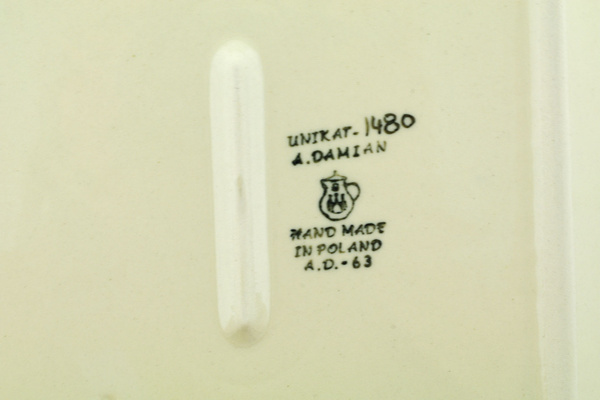 UNIKAT-1480
A. DAMIAN
HAND MADE
IN POLAND
A.D.-63